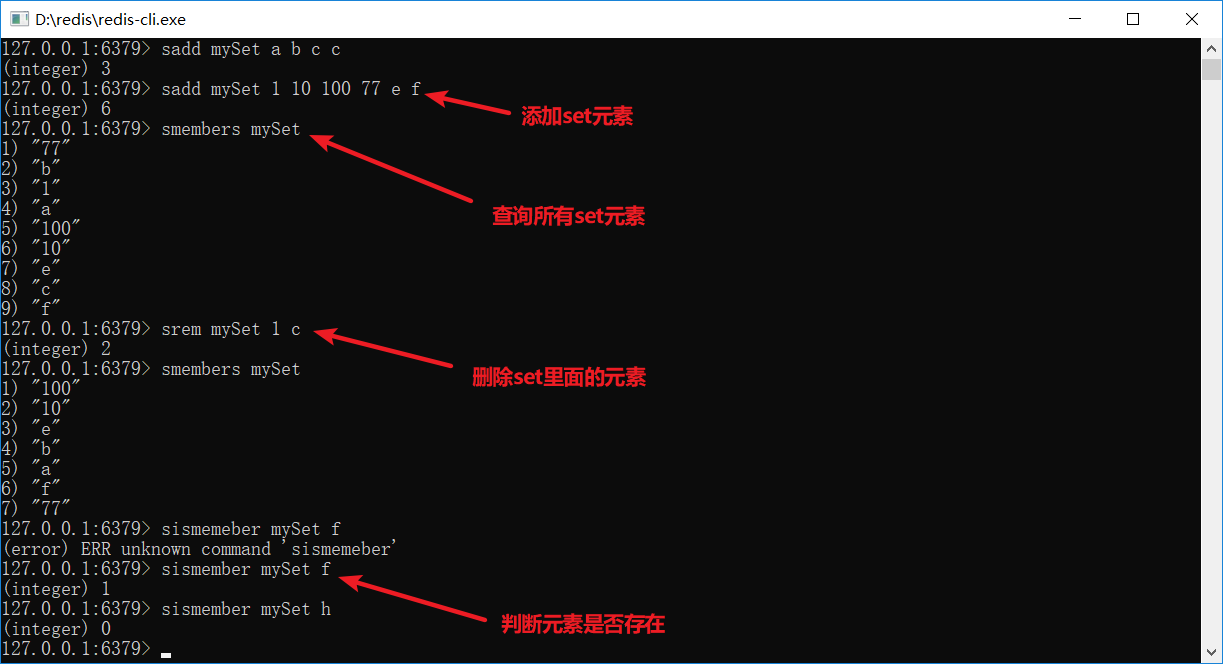 D:\redis\redis-cli.exe
127.0.0.1:6379> sadd mySet a b c c
(integer) 3
127.0.0.1:6379> sadd mySet 1 10 100 77 e f
添加set元素
(integer) 6
127.0.0.1:6379> smembers mySet
1) "77"
2) "b"
3) "1"
4) "a"
查询所有set元素
5) "100"
6) "10"
7) "e"
8) "c"
9) "f"
127.0.0.1:6379> srem mySet 1 c
(integer) 2
127.0.0.1:6379> smembers mySet
删除set里面的元素
1) "100"
2) "10"
3) "e"
4) "b"
5) "a"
6) "f"
7) "77"
127.0.0.1:6379> sismemeber mySet f
(error) ERR unknown command 'sismemeber'
127.0.0.1:6379> sismember mySet f
(integer) 1
127.0.0.1:6379> sismember mySet h
判断元素是否存在
(integer) 0
127.0.0.1:6379>